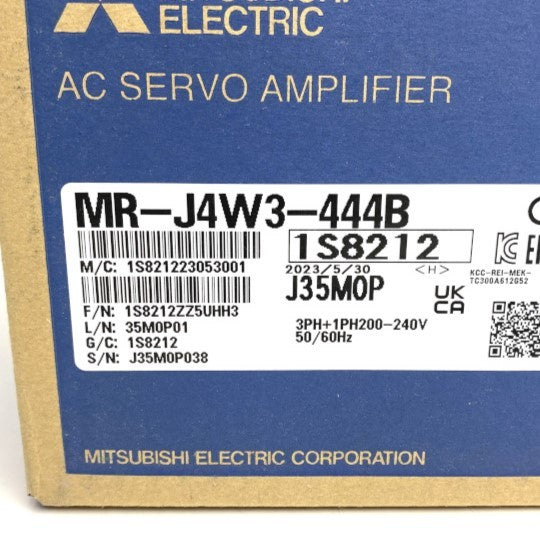 ELECTRIC
AC SERVO AMPLIFIER
MR-J4W3-444B
1S8212
M/C: 1S821223053001
2023/5/30 <H>
J35M0P
KCC-REI-MEK-
TC300A612G52
UK
CA
F/N: 1S8212ZZ5UHH3
L/N: 35M0P01
G/C: 1S8212
S/N: J35M0P038
3PH+1PH200-240V
50/60Hz
MITSUBISHI ELECTRIC CORPORATION